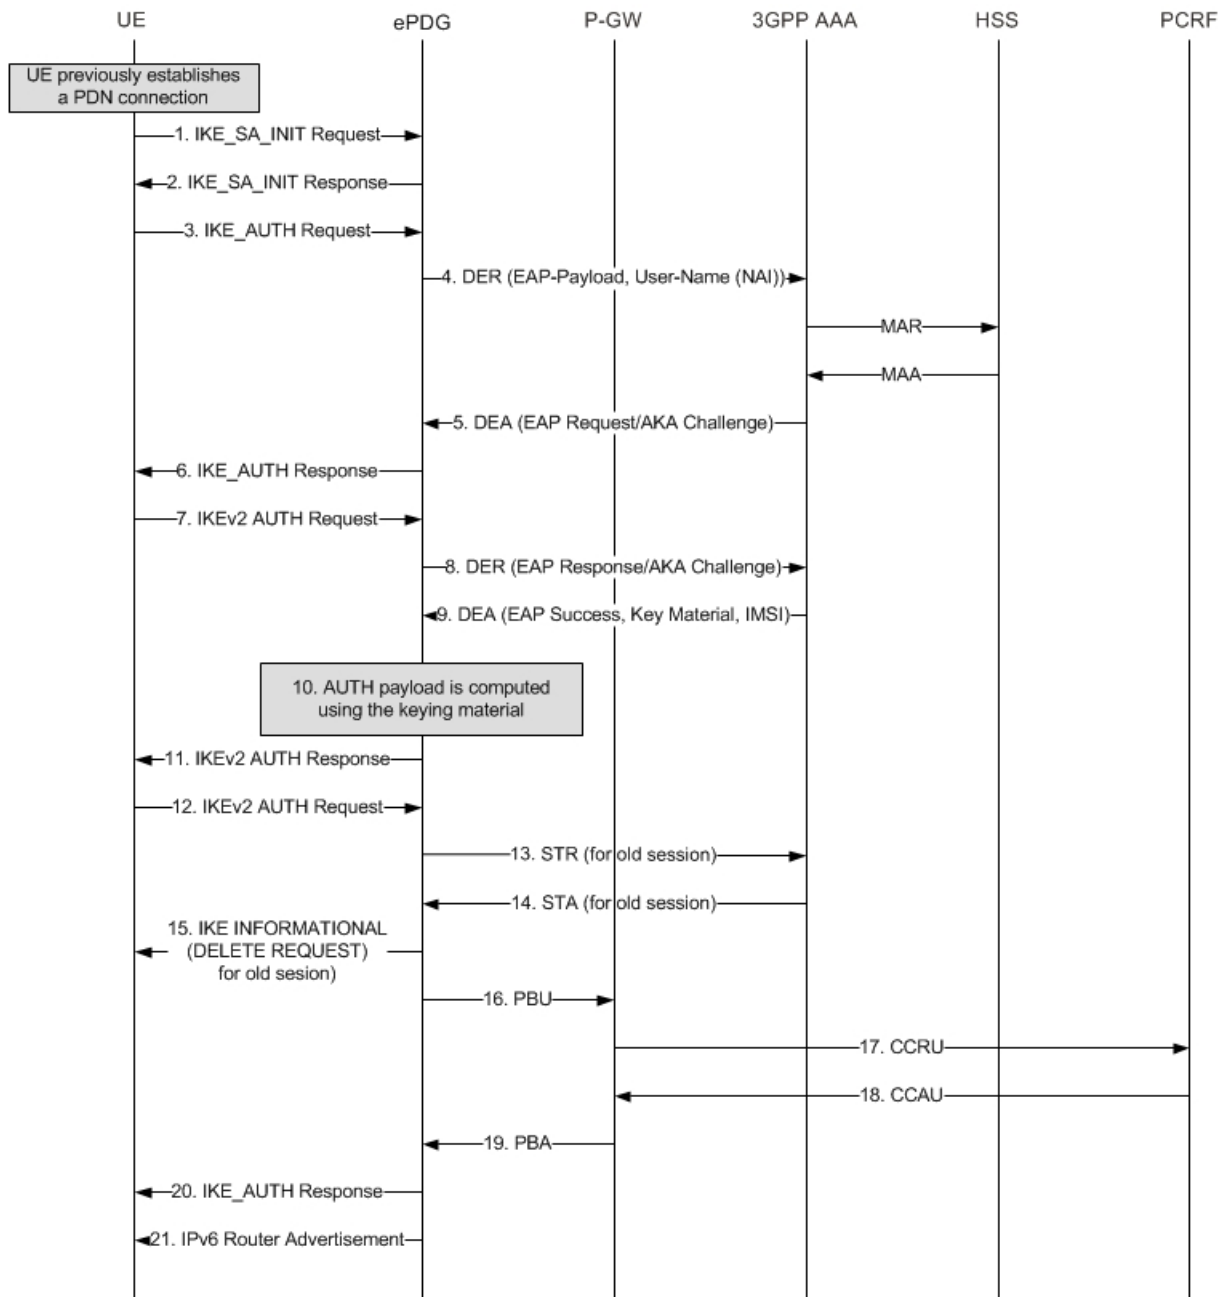 UE
ePDG
P-GW
3GPP AAA
HSS
PCRF
UE previously establishes
a PDN connection
1. IKE_SA_INIT Request
2. IKE_SA_INIT Response
3. IKE_AUTH Request
4. DER (EAP-Payload, User-Name (NAI))
MAR
MAA
5. DEA (EAP Request/AKA Challenge)
6. IKE_AUTH Response
7. IKEv2 AUTH Request
8. DER (EAP Response/AKA Challenge)
9. DEA (EAP Success, Key Material, IMSI)
10. AUTH payload is computed
using the keying material
11. IKEv2 AUTH Response
12. IKEv2 AUTH Request
13. STR (for old session)
14. STA (for old session)
15. IKE INFORMATIONAL
(DELETE REQUEST)
for old sesion)
16. PBU
17. CCRU
18. CCAU
19. PBA
20. IKE_AUTH Response
21. IPv6 Router Advertisement